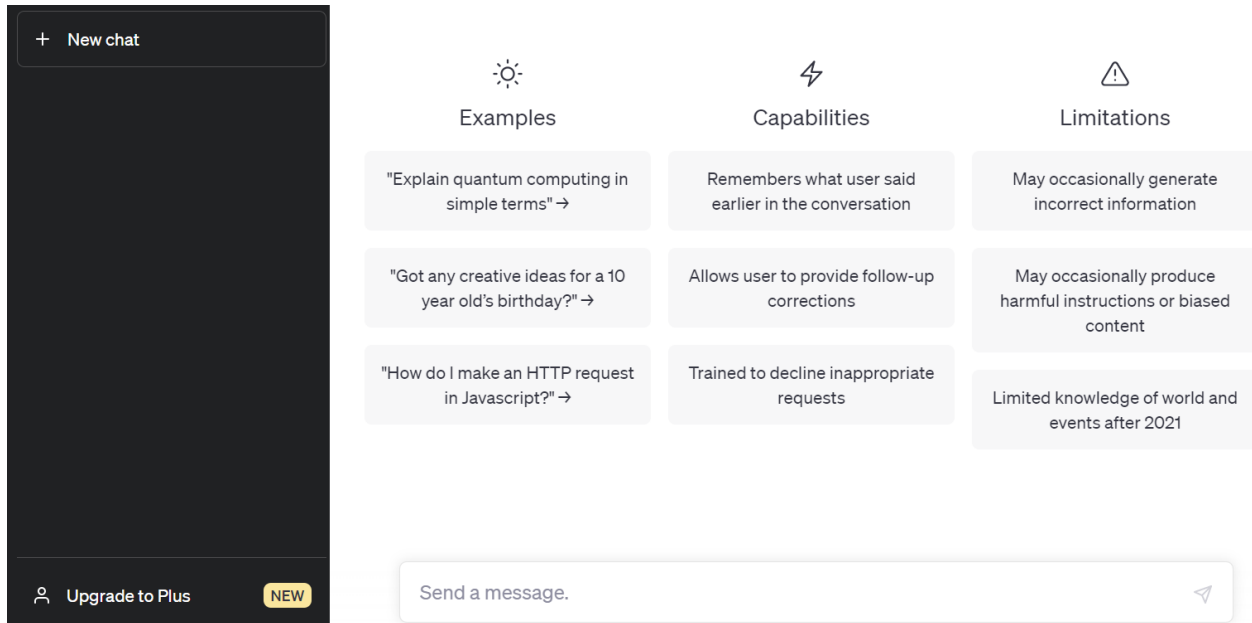 New chat
Examples
"Explain quantum computing in
simple terms" →
"Got any creative ideas for a 10
year old’s birthday?" →
"How do I make an HTTP request
in Javascript?" →
Capabilities
Remembers what user said
earlier in the conversation
Allows user to provide follow-up
corrections
Trained to decline inappropriate
requests
Limitations
May occasionally generate
incorrect information
May occasionally produce
harmful instructions or biased
content
Limited knowledge of world and
events after 2021
Upgrade to Plus
NEW
Send a message.